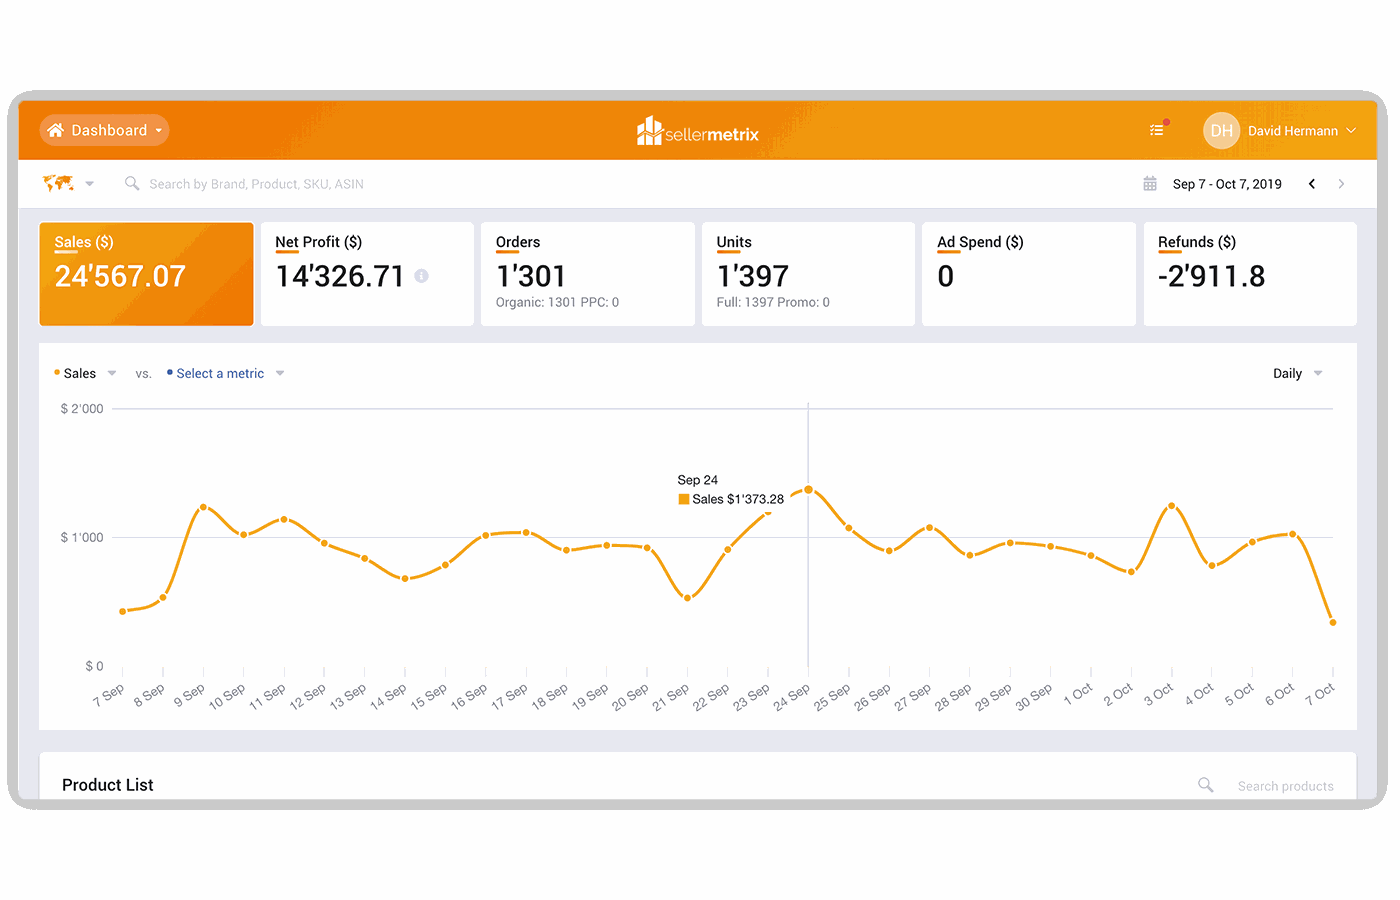 Dashboard
sellermetrix
DH David Hermann
Search by Brand, Product, SKU, ASIN
Sep 7 - Oct 7, 2019
Sales ($)
24'567.07
Net Profit ($)
14'326.71
Orders
1'301
Organic: 1301 PPC: 0
Units
1'397
Full: 1397 Promo: 0
Ad Spend ($)
0
Refunds ($)
-2'911.8
Sales vs. Select a metric
Daily
$ 2'000
Sep 24
Sales $1'373.28
$ 1'000
$ 0
7 Sep 8 Sep 9 Sep 10 Sep 11 Sep 12 Sep 13 Sep 14 Sep 15 Sep 16 Sep 17 Sep 18 Sep 19 Sep 20 Sep 21 Sep 22 Sep 23 Sep 24 Sep 25 Sep 26 Sep 27 Sep 28 Sep 29 Sep 30 Sep 1 Oct 2 Oct 3 Oct 4 Oct 5 Oct 6 Oct 7 Oct
Product List
Search products